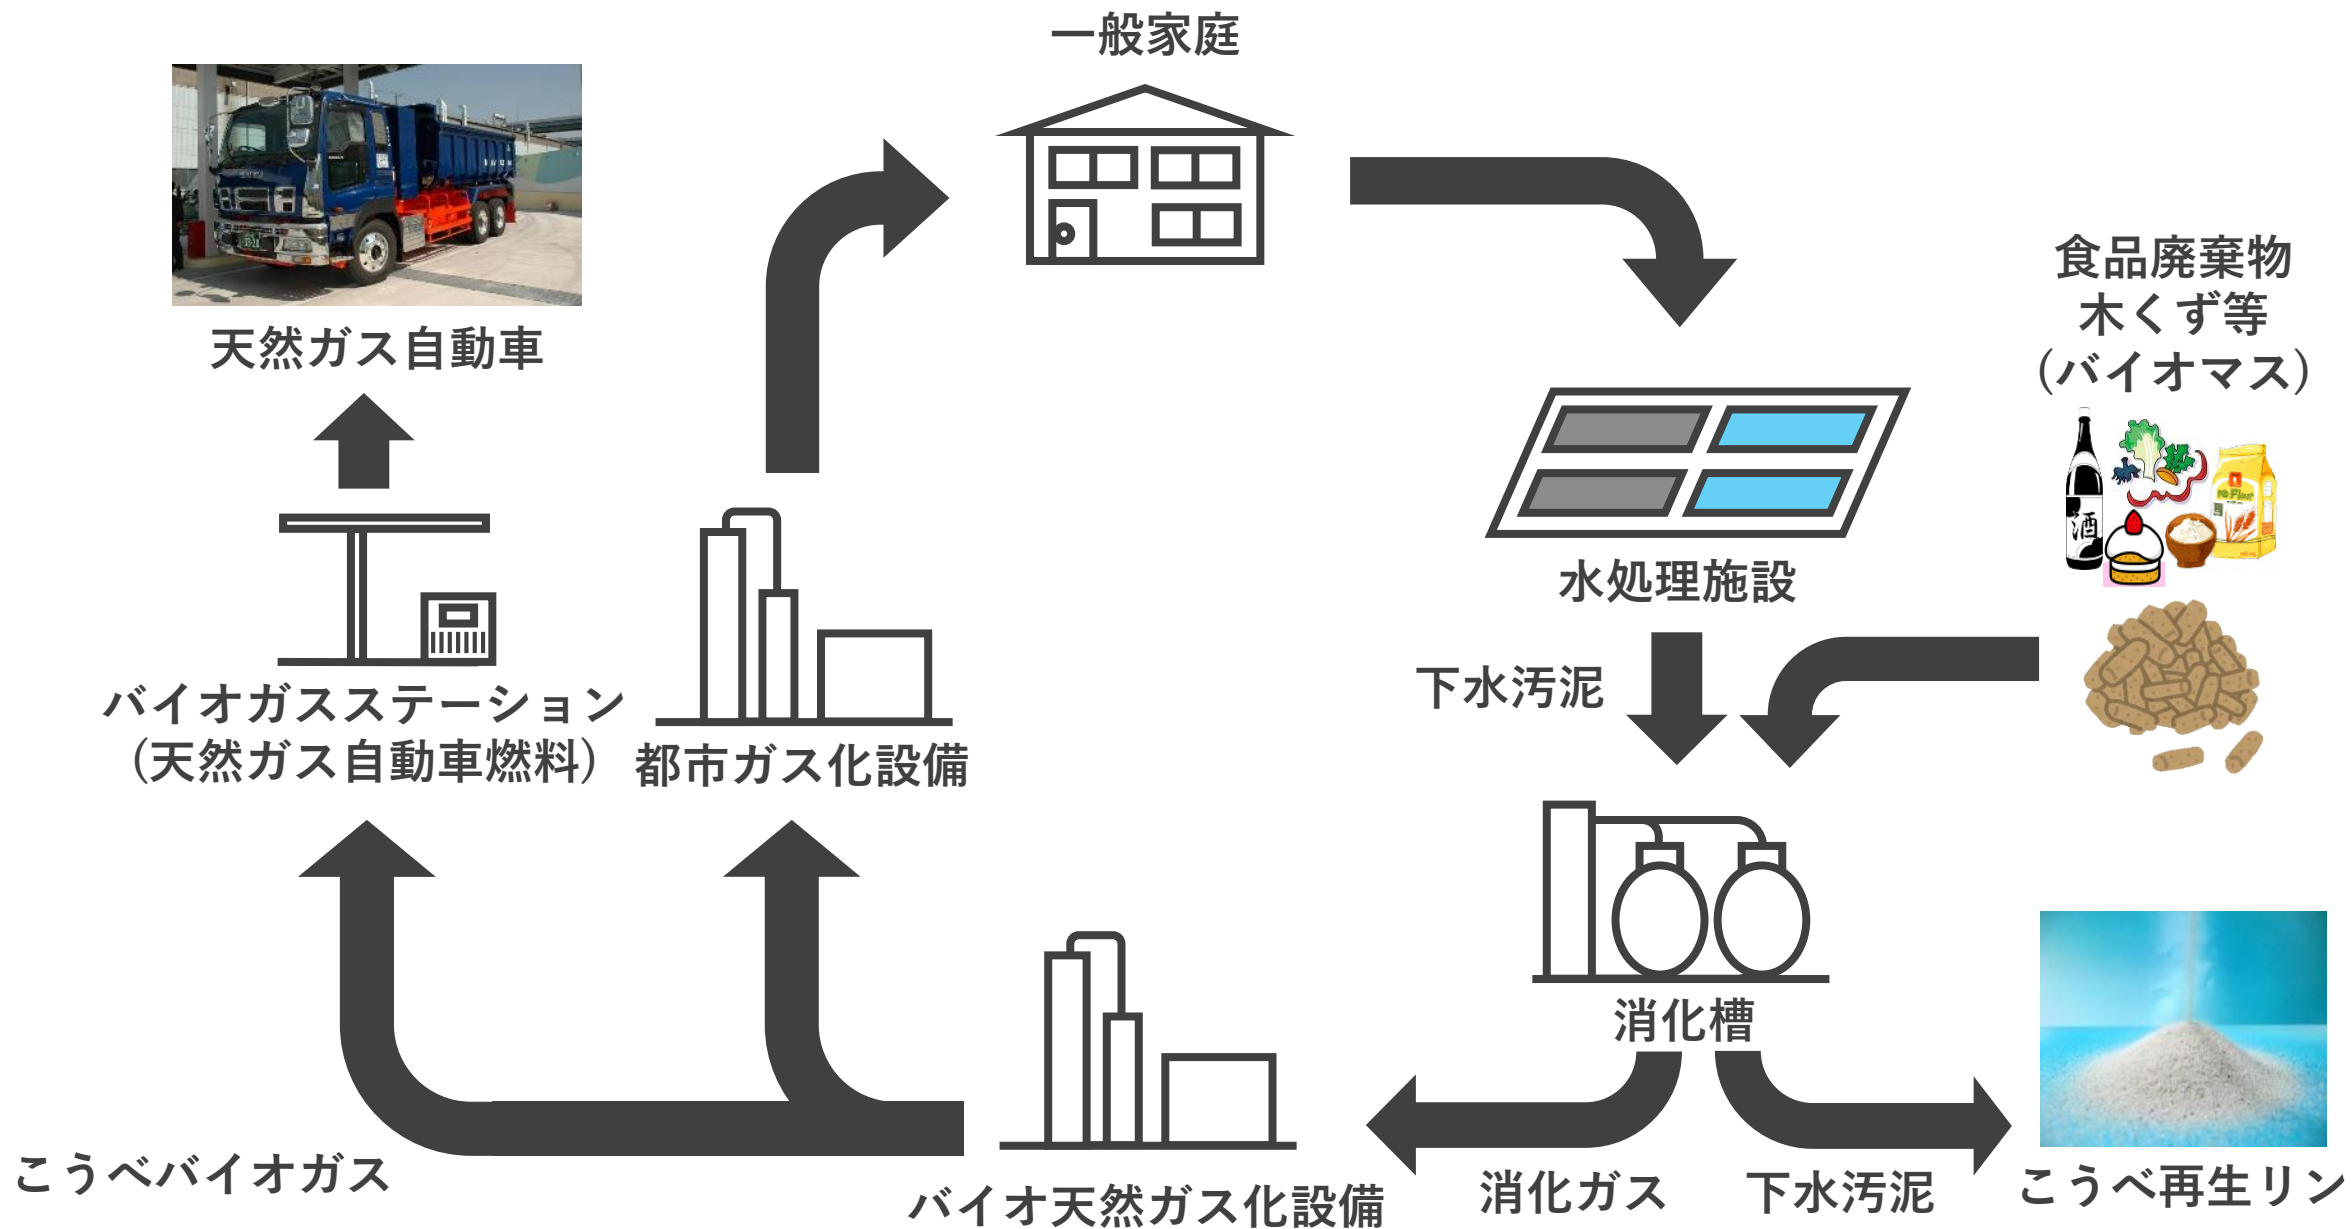 一般家庭
天然ガス自動車
食品廃棄物
木くず等
(バイオマス)
酒
Flour
水処理施設
下水汚泥
バイオガスステーション
(天然ガス自動車燃料)
都市ガス化設備
消化槽
こうべバイオガス
バイオ天然ガス化設備
消化ガス
下水汚泥
こうべ再生リン